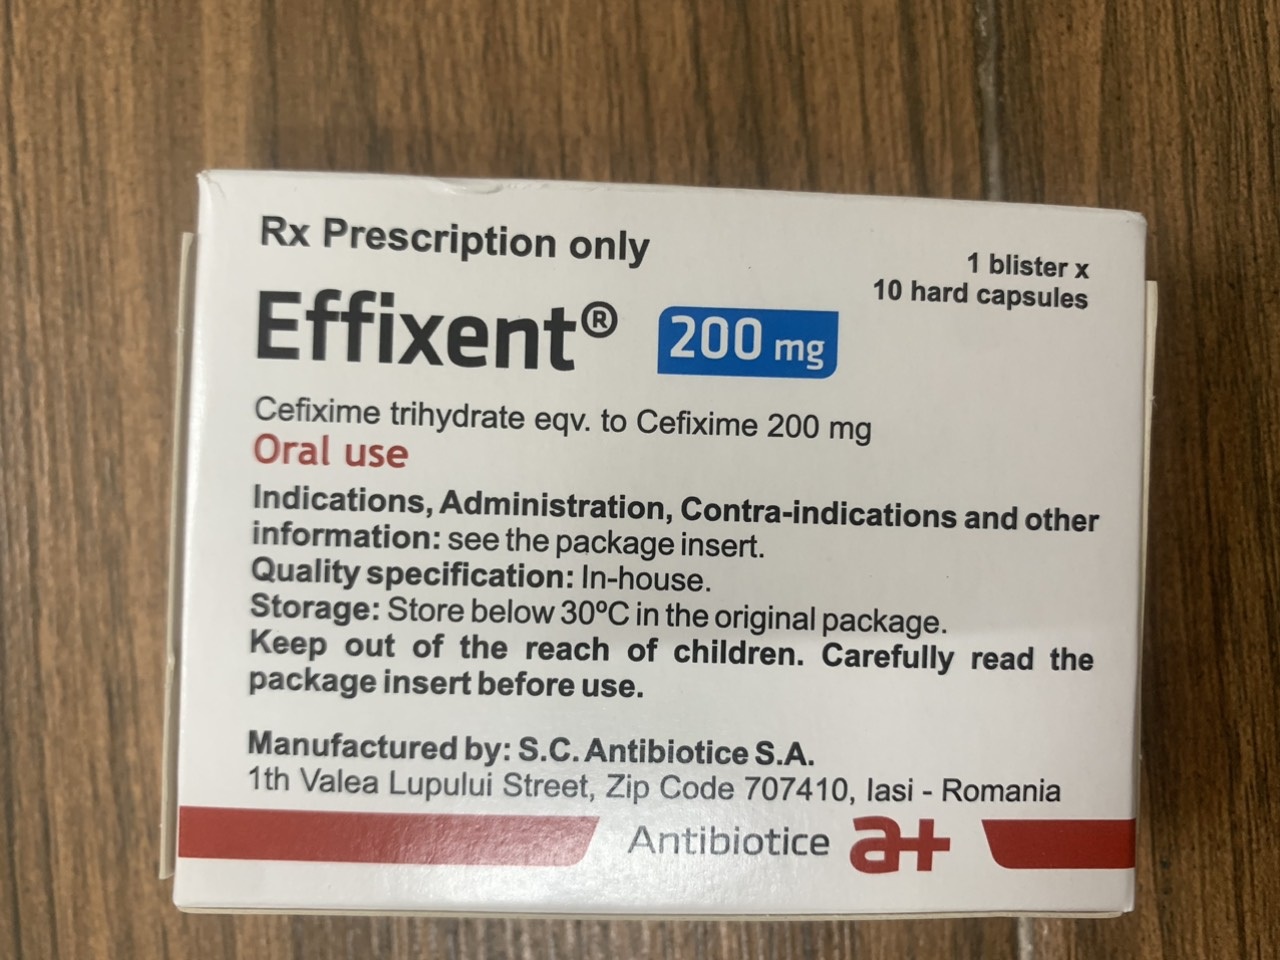 Rx Prescription only
1 blister x
10 hard capsules
Effixent® 200 mg
Cefixime trihydrate eqv. to Cefixime 200 mg
Oral use
Indications, Administration, Contra-indications and other
information: see the package insert.
Quality specification: In-house.
Storage: Store below 30ºC in the original package.
Keep out of the reach of children. Carefully read the
package insert before use.
Manufactured by: S.C. Antibiotice S.A.
1th Valea Lupului Street, Zip Code 707410, Iasi - Romania
Antibiotice a+